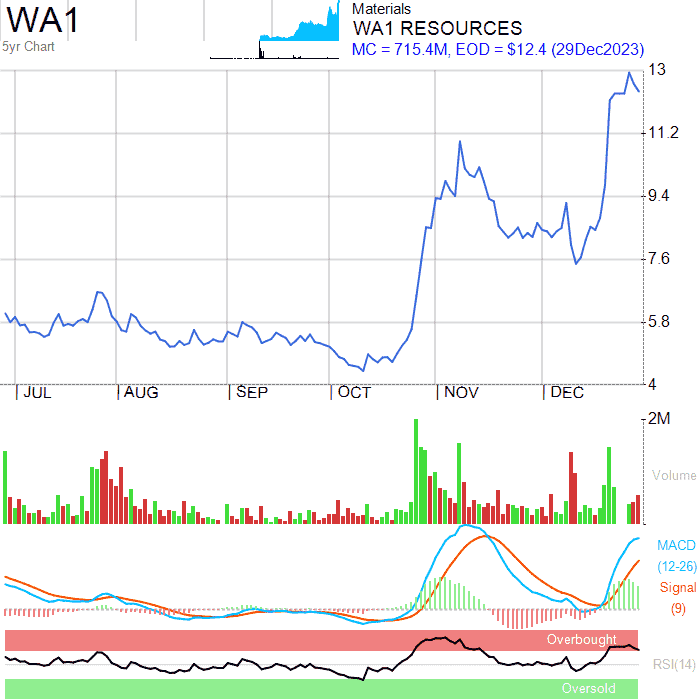 WA1
5yr Chart
Materials
WA1 RESOURCES
MC = 715.4M, EOD = $12.4 (29Dec2023)
13
11.2
9.4
7.6
5.8
4
JUL AUG SEP OCT NOV DEC
2M
Volume
MACD
(12-26)
Signal
(9)
Overbought
RSI(14)
Oversold